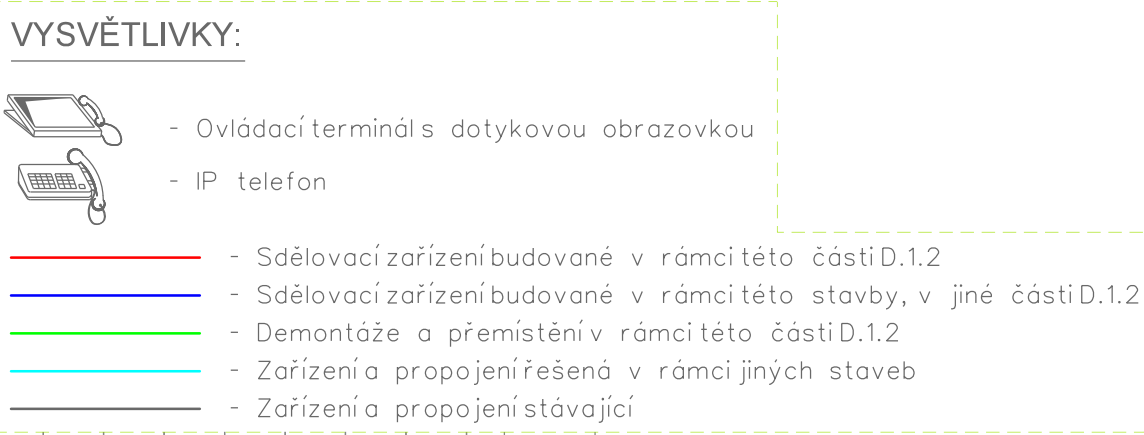 VYSVĚTLIVKY:
- Ovládací terminál s dotykovou obrazovkou
- IP telefon
- Sdělovací zařízení budované v rámci této části D.1.2
- Sdělovací zařízení budované v rámci této stavby, v jiné části D.1.2
- Demontáže a přemístění v rámci této části D.1.2
- Zařízení a propojení řešená v rámci jiných staveb
- Zařízení a propojení stávající